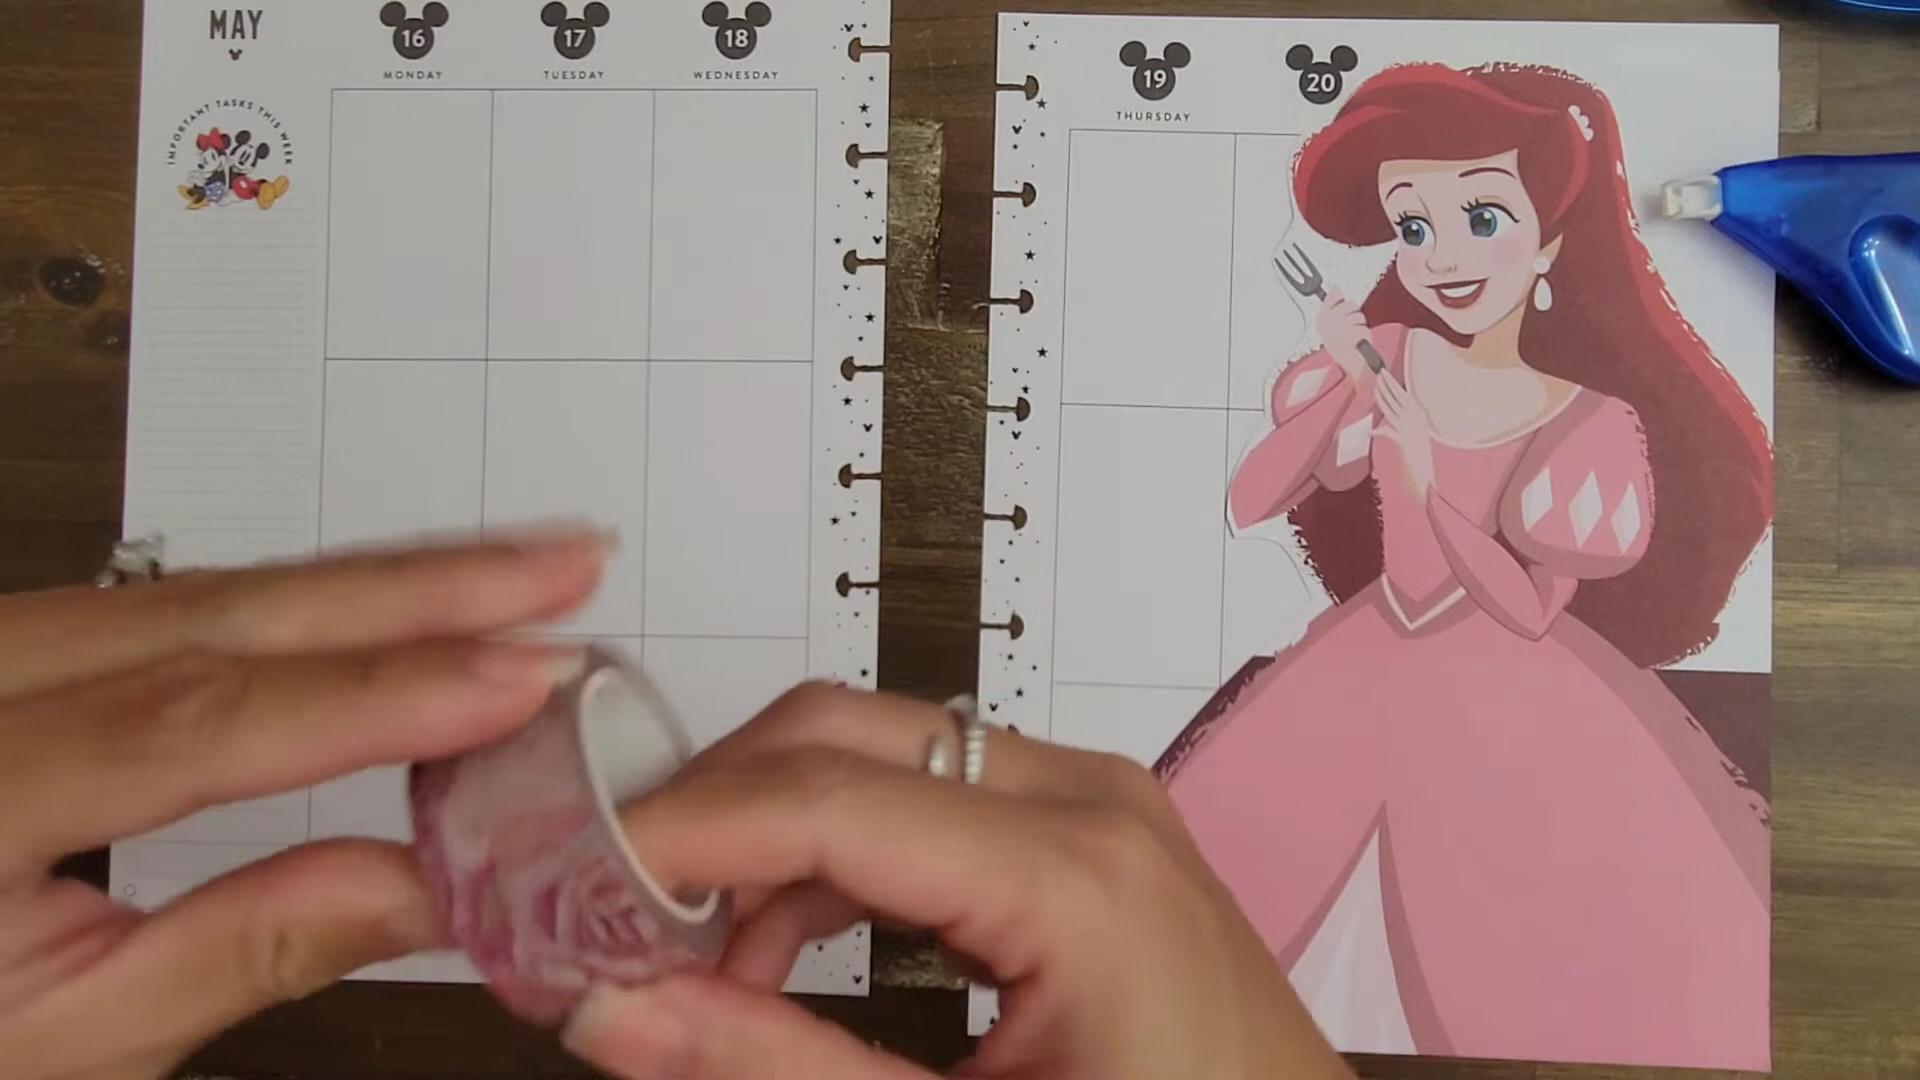 MAY
16
17
18
MONDAY
TUESDAY
WEDNESDAY
IMPORTANT TASKS THIS WEEK
19
20
THURSDAY